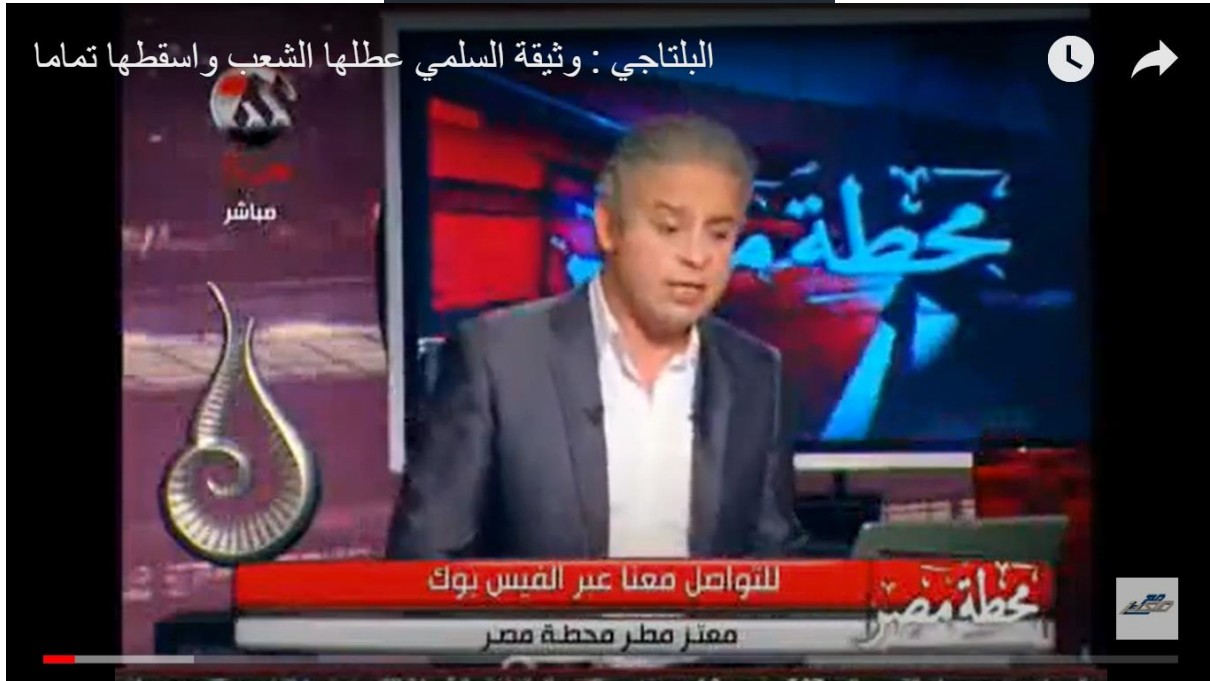 البلتاجي : وثيقة السلمي عطلها الشعب واسقطها تماما
مباشر
محطة
للتواصل معنا عبر الفيس بوك
محطة مصر
معتز مطر محطة مصر